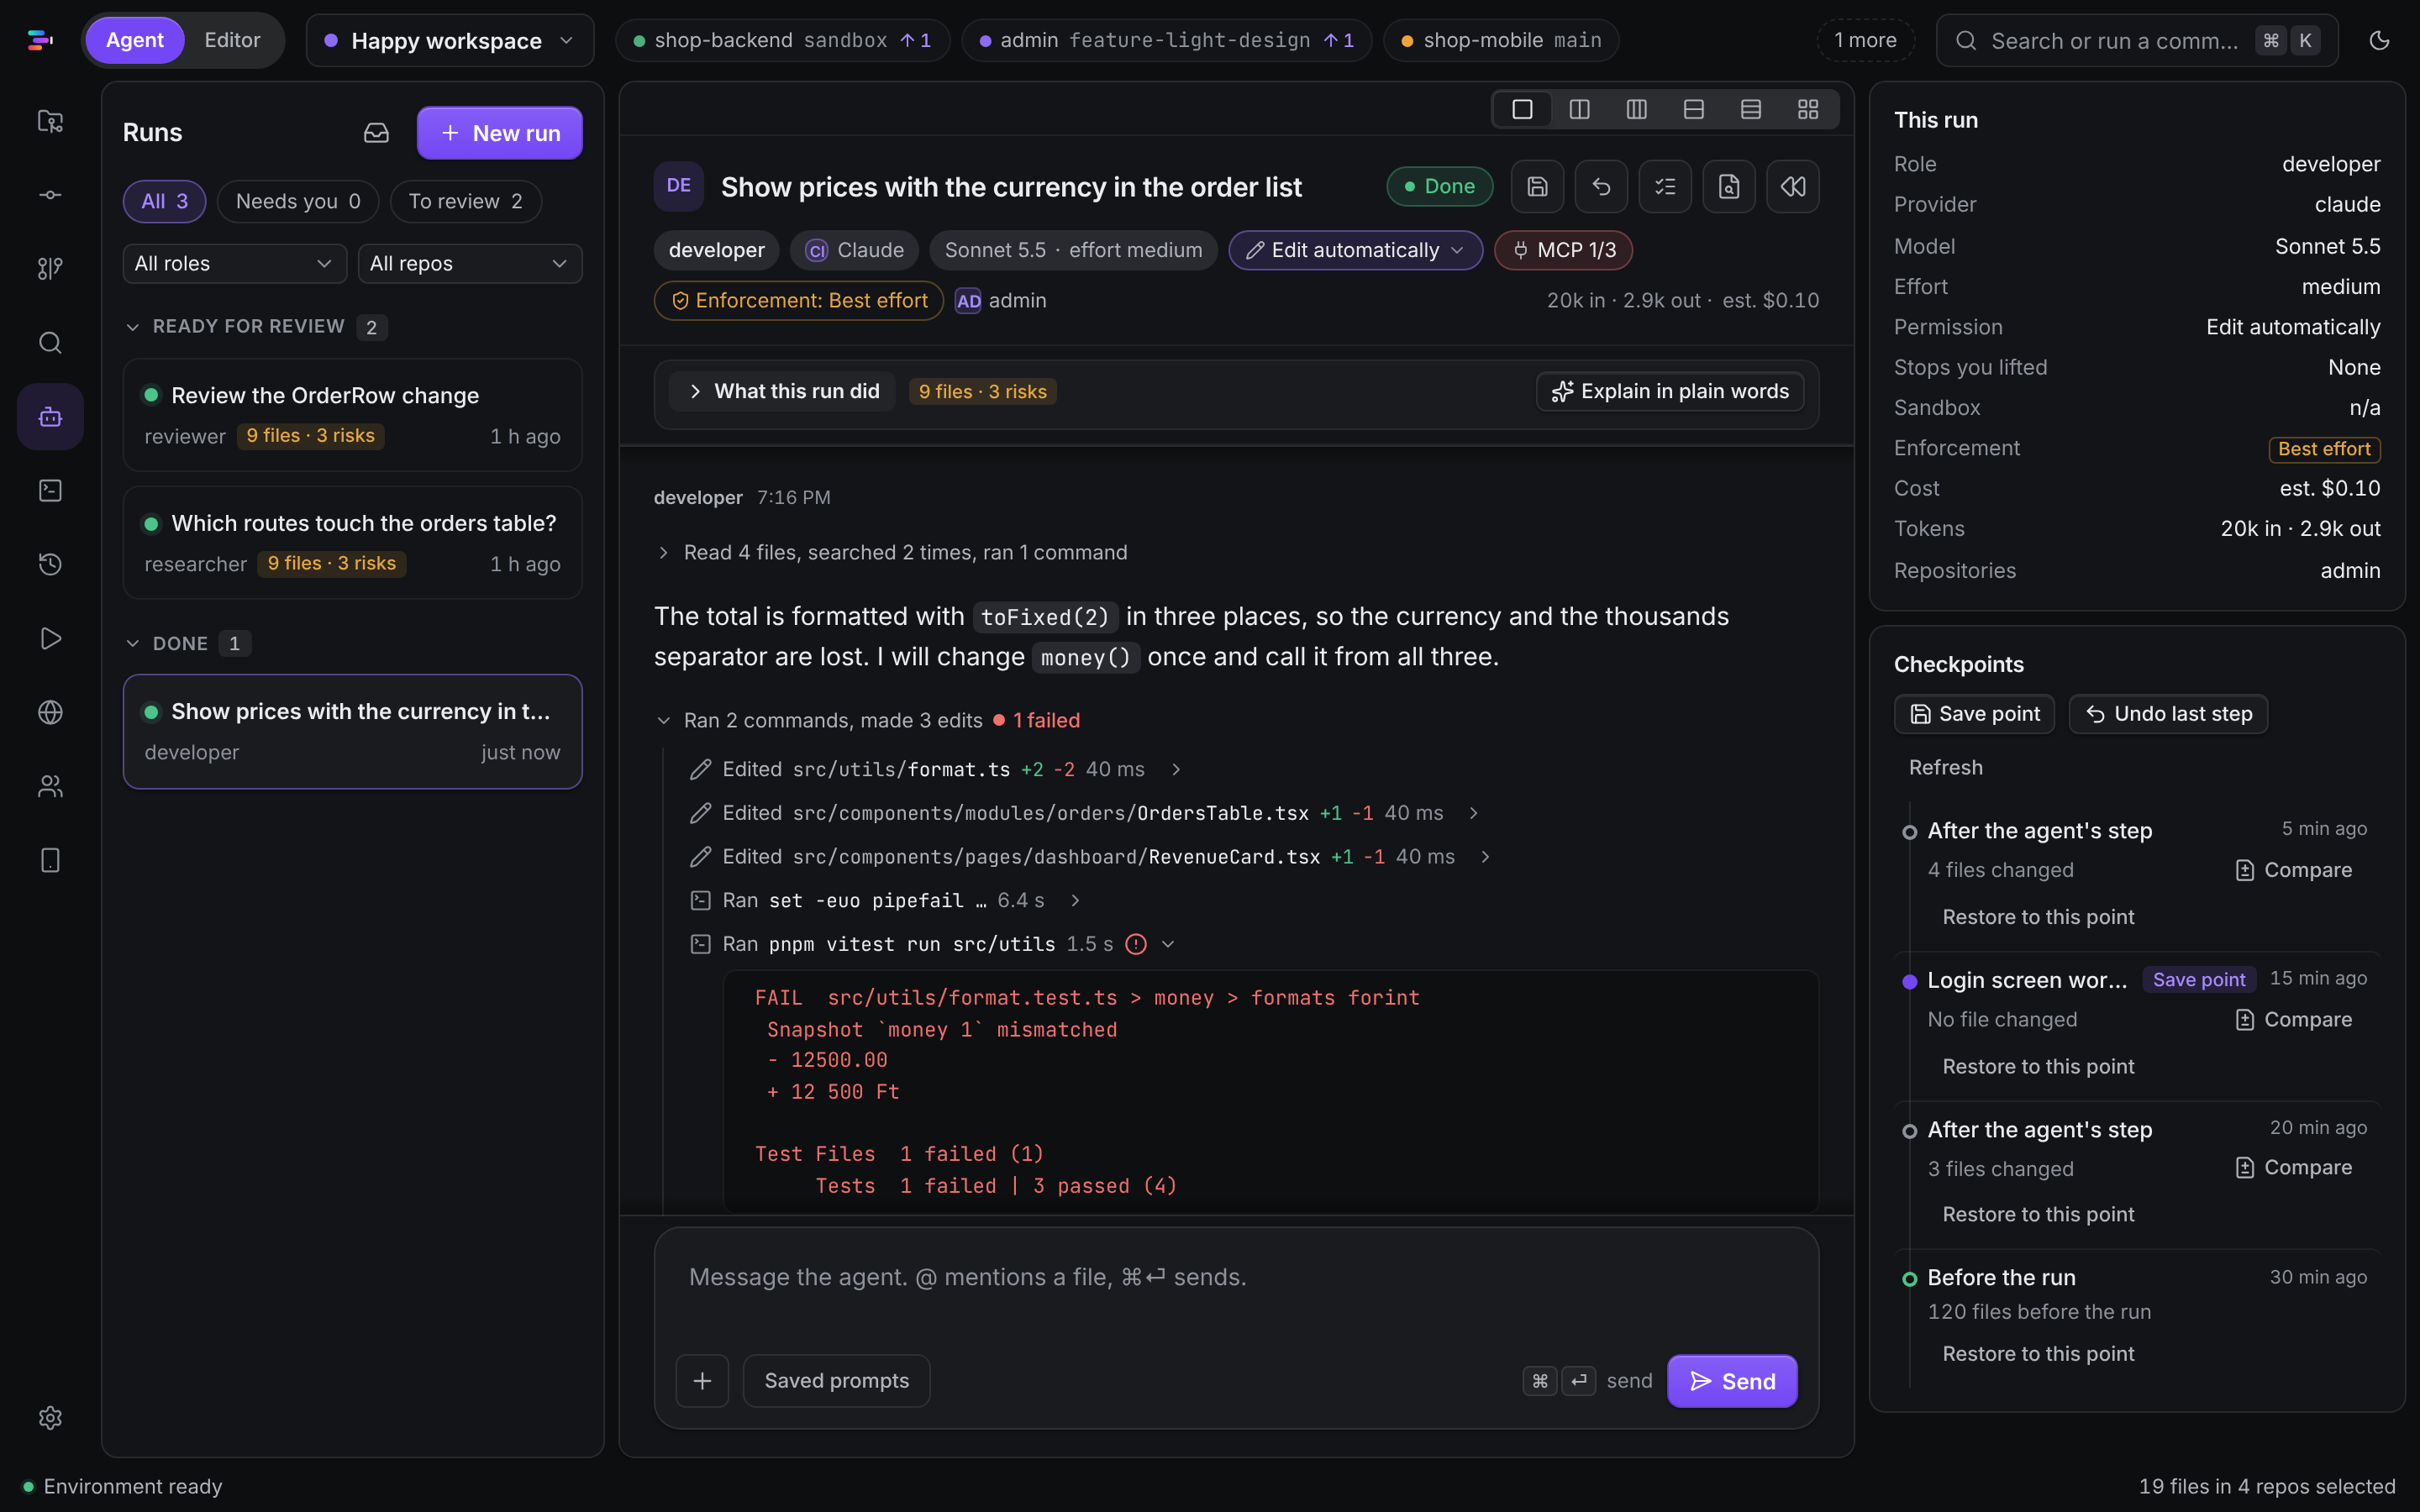 Agent
Editor
Happy workspace
shop-backend sandbox ↑1
admin feature-light-design ↑1
shop-mobile main
1 more
Search or run a comm... ⌘ K
Runs
+ New run
All 3
Needs you 0
To review 2
All roles
All repos
READY FOR REVIEW 2
Review the OrderRow change
reviewer 9 files · 3 risks 1 h ago
Which routes touch the orders table?
researcher 9 files · 3 risks 1 h ago
DONE 1
Show prices with the currency in t...
developer just now
DE Show prices with the currency in the order list
Done
developer
Cl Claude
Sonnet 5.5 · effort medium
Edit automatically
MCP 1/3
Enforcement: Best effort
AD admin
20k in · 2.9k out · est. $0.10
What this run did
9 files · 3 risks
Explain in plain words
developer 7:16 PM
Read 4 files, searched 2 times, ran 1 command
The total is formatted with toFixed(2) in three places, so the currency and the thousands
separator are lost. I will change money() once and call it from all three.
Ran 2 commands, made 3 edits 1 failed
Edited src/utils/format.ts +2 -2 40 ms
Edited src/components/modules/orders/OrdersTable.tsx +1 -1 40 ms
Edited src/components/pages/dashboard/RevenueCard.tsx +1 -1 40 ms
Ran set -euo pipefail … 6.4 s
Ran pnpm vitest run src/utils 1.5 s
FAIL src/utils/format.test.ts > money > formats forint
Snapshot `money 1` mismatched
- 12500.00
+ 12 500 Ft
Test Files 1 failed (1)
Tests 1 failed | 3 passed (4)
Message the agent. @ mentions a file, ⌘↵ sends.
+
Saved prompts
⌘ ↵ send
Send
This run
Role developer
Provider claude
Model Sonnet 5.5
Effort medium
Permission Edit automatically
Stops you lifted None
Sandbox n/a
Enforcement Best effort
Cost est. $0.10
Tokens 20k in · 2.9k out
Repositories admin
Checkpoints
Save point
Undo last step
Refresh
After the agent's step 5 min ago
4 files changed Compare
Restore to this point
Login screen wor... Save point 15 min ago
No file changed Compare
Restore to this point
After the agent's step 20 min ago
3 files changed Compare
Restore to this point
Before the run 30 min ago
120 files before the run
Restore to this point
Environment ready
19 files in 4 repos selected